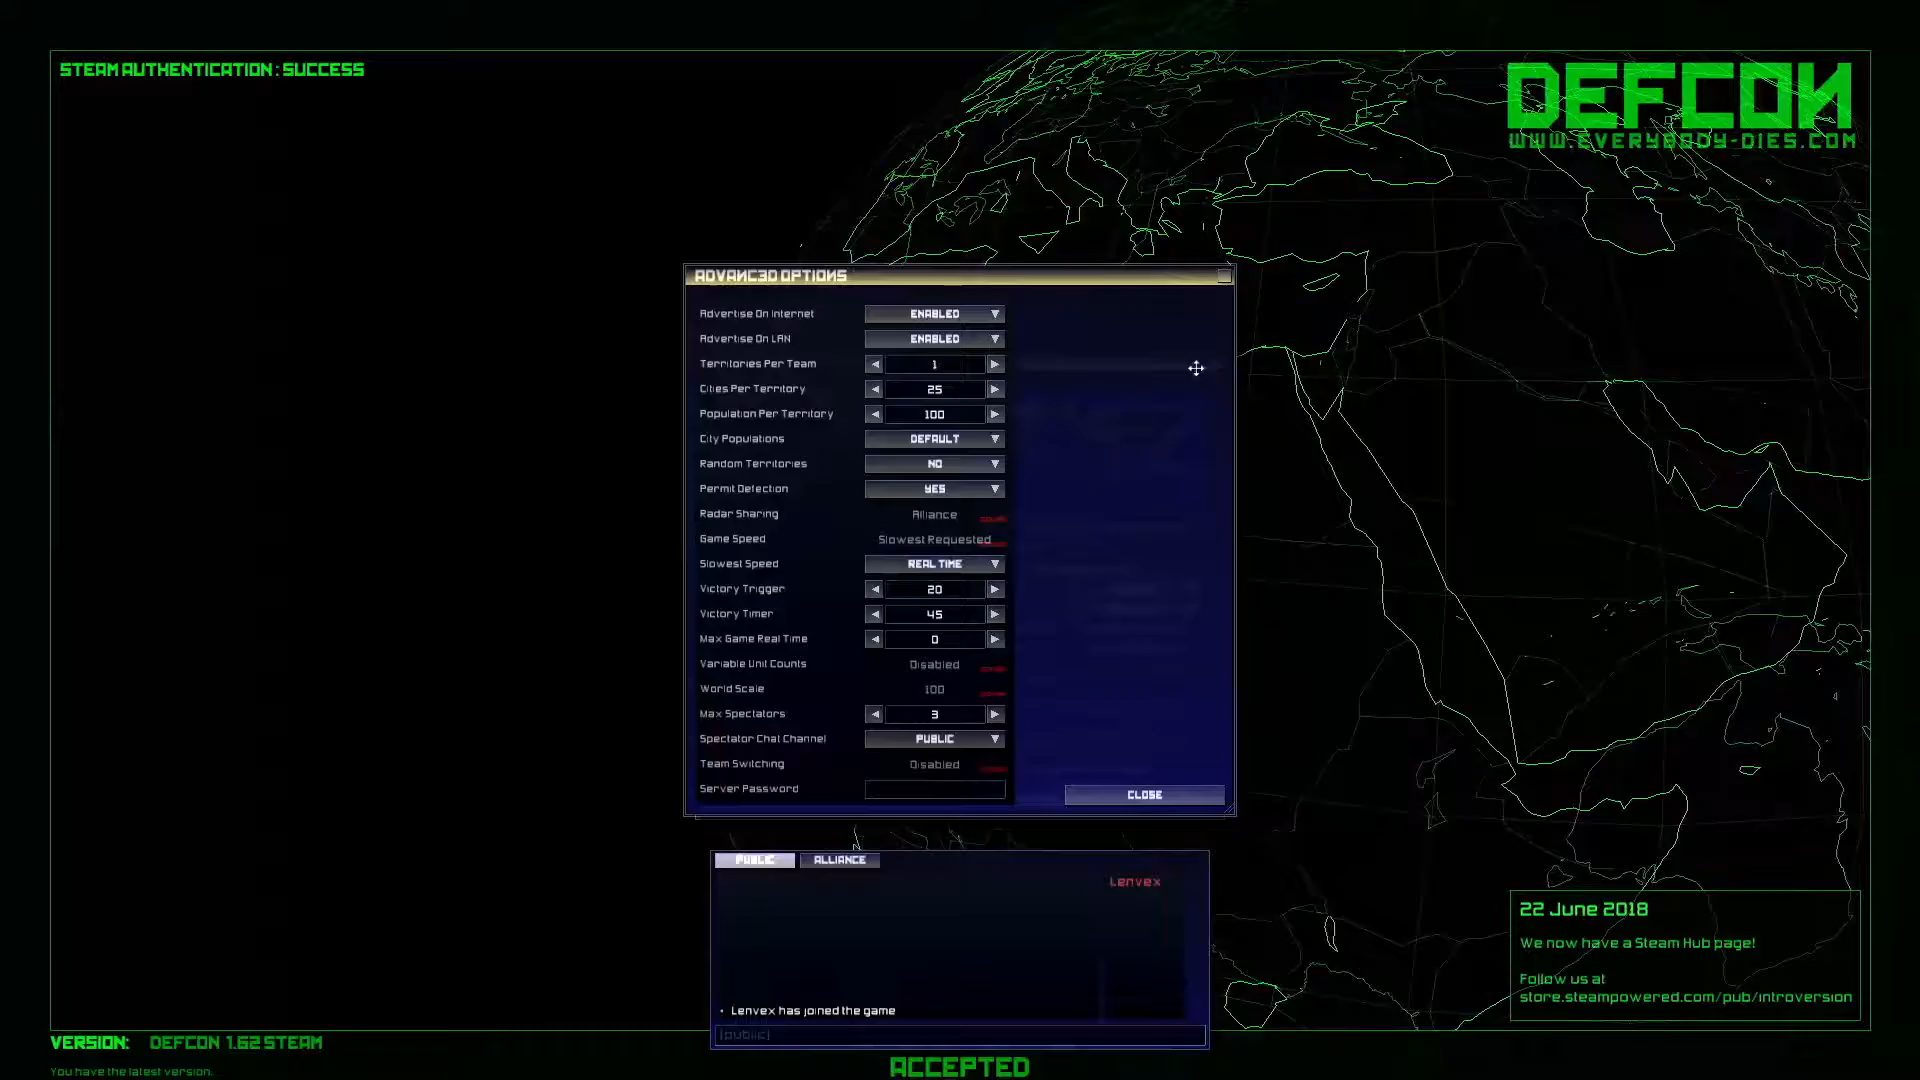 STEAM AUTHENTICATION : SUCCESS
DEFCON
WWW.EVERYBODY-DIES.COM
ADVANC3D OPTIONS
Advertise On Internet ENABLED
Advertise On LAN ENABLED
Territories Per Team 1
Cities Per Territory 25
Population Per Territory 100
City Populations DEFAULT
Random Territories NO
Permit Defection YES
Radar Sharing Alliance
Game Speed Slowest Requested
Slowest Speed REAL TIME
Victory Trigger 20
Victory Timer 45
Max Game Real Time 0
Variable Unit Counts Disabled
World Scale 100
Max Spectators 3
Spectator Chat Channel PUBLIC
Team Switching Disabled
Server Password
CLOSE
PUBLIC ALLIANCE
Lenvex
• Lenvex has joined the game
[public]
22 June 2018
We now have a Steam Hub page!
Follow us at
store.steampowered.com/pub/introversion
VERSION: DEFCON 1.62 STEAM
You have the latest version.
ACCEPTED